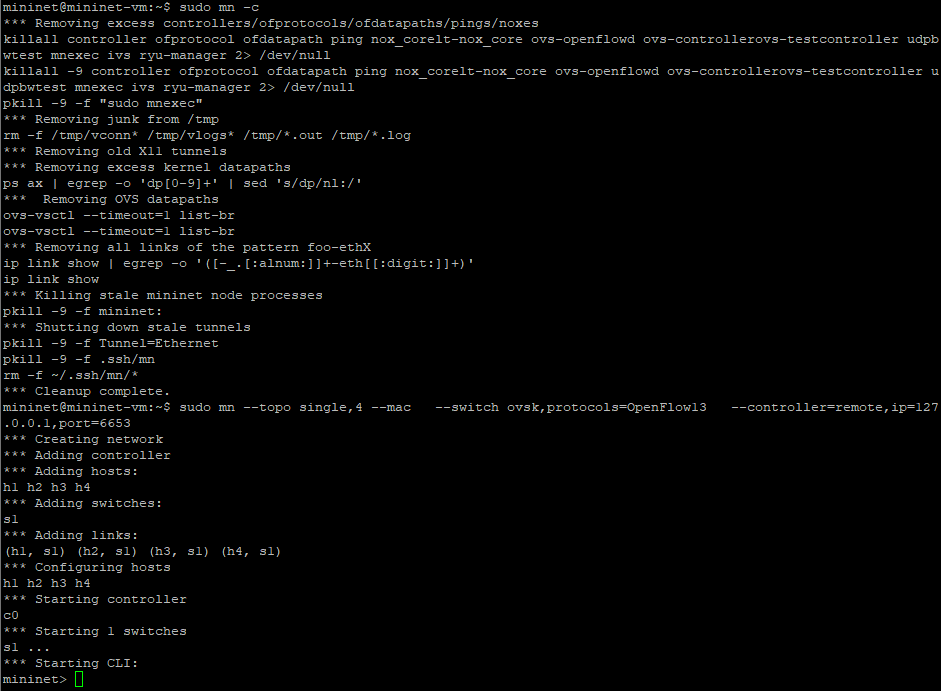 mininet@mininet-vm:~$ sudo mn -c
*** Removing excess controllers/ofprotocols/ofdatapaths/pings/noxes
killall controller ofprotocol ofdatapath ping nox_corelt-nox_core ovs-openflowd ovs-controllerovs-testcontroller udpb
wtest mnexec ivs ryu-manager 2> /dev/null
killall -9 controller ofprotocol ofdatapath ping nox_corelt-nox_core ovs-openflowd ovs-controllerovs-testcontroller u
dpbwtest mnexec ivs ryu-manager 2> /dev/null
pkill -9 -f "sudo mnexec"
*** Removing junk from /tmp
rm -f /tmp/vconn* /tmp/vlogs* /tmp/*.out /tmp/*.log
*** Removing old X11 tunnels
*** Removing excess kernel datapaths
ps ax | egrep -o 'dp[0-9]+' | sed 's/dp/nl:/'
***  Removing OVS datapaths
ovs-vsctl --timeout=1 list-br
ovs-vsctl --timeout=1 list-br
*** Removing all links of the pattern foo-ethX
ip link show | egrep -o '([-_.[:alnum:]]+-eth[[:digit:]]+)'
ip link show
*** Killing stale mininet node processes
pkill -9 -f mininet:
*** Shutting down stale tunnels
pkill -9 -f Tunnel=Ethernet
pkill -9 -f .ssh/mn
rm -f ~/.ssh/mn/*
*** Cleanup complete.
mininet@mininet-vm:~$ sudo mn --topo single,4 --mac   --switch ovsk,protocols=OpenFlow13   --controller=remote,ip=127
.0.0.1,port=6653
*** Creating network
*** Adding controller
*** Adding hosts:
h1 h2 h3 h4
*** Adding switches:
s1
*** Adding links:
(h1, s1) (h2, s1) (h3, s1) (h4, s1)
*** Configuring hosts
h1 h2 h3 h4
*** Starting controller
c0
*** Starting 1 switches
s1 ...
*** Starting CLI:
mininet>